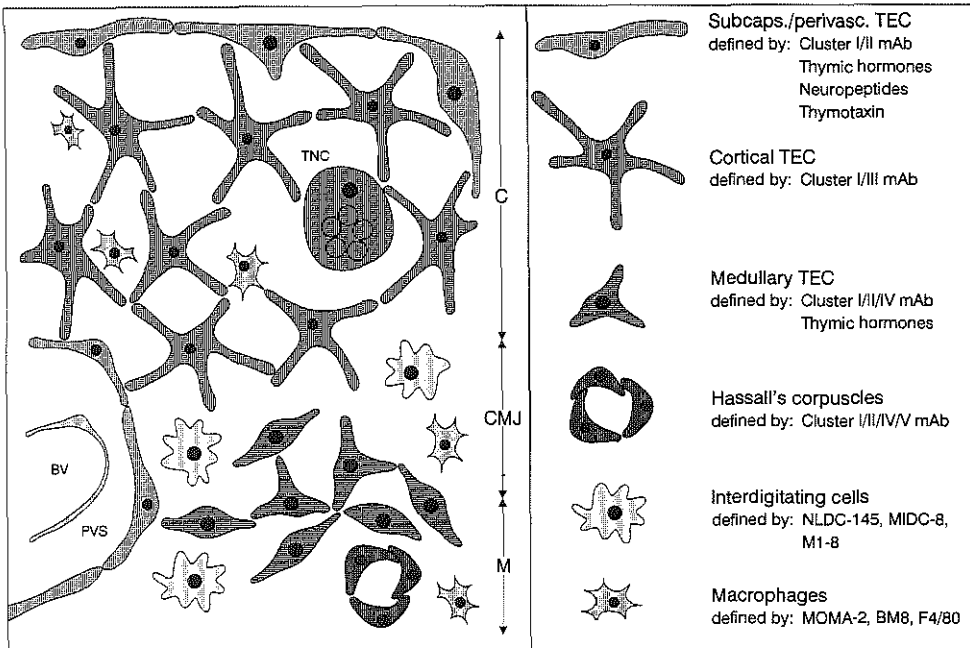 TNC
C
CMJ
BV
PVS
M
Subcaps./perivasc. TEC
defined by: Cluster I/II mAb
Thymic hormones
Neuropeptides
Thymotaxin
Cortical TEC
defined by: Cluster I/III mAb
Medullary TEC
defined by: Cluster I/II/IV mAb
Thymic hormones
Hassall's corpuscles
defined by: Cluster I/II/IV/V mAb
Interdigitating cells
defined by: NLDC-145, MIDC-8,
M1-8
Macrophages
defined by: MOMA-2, BM8, F4/80